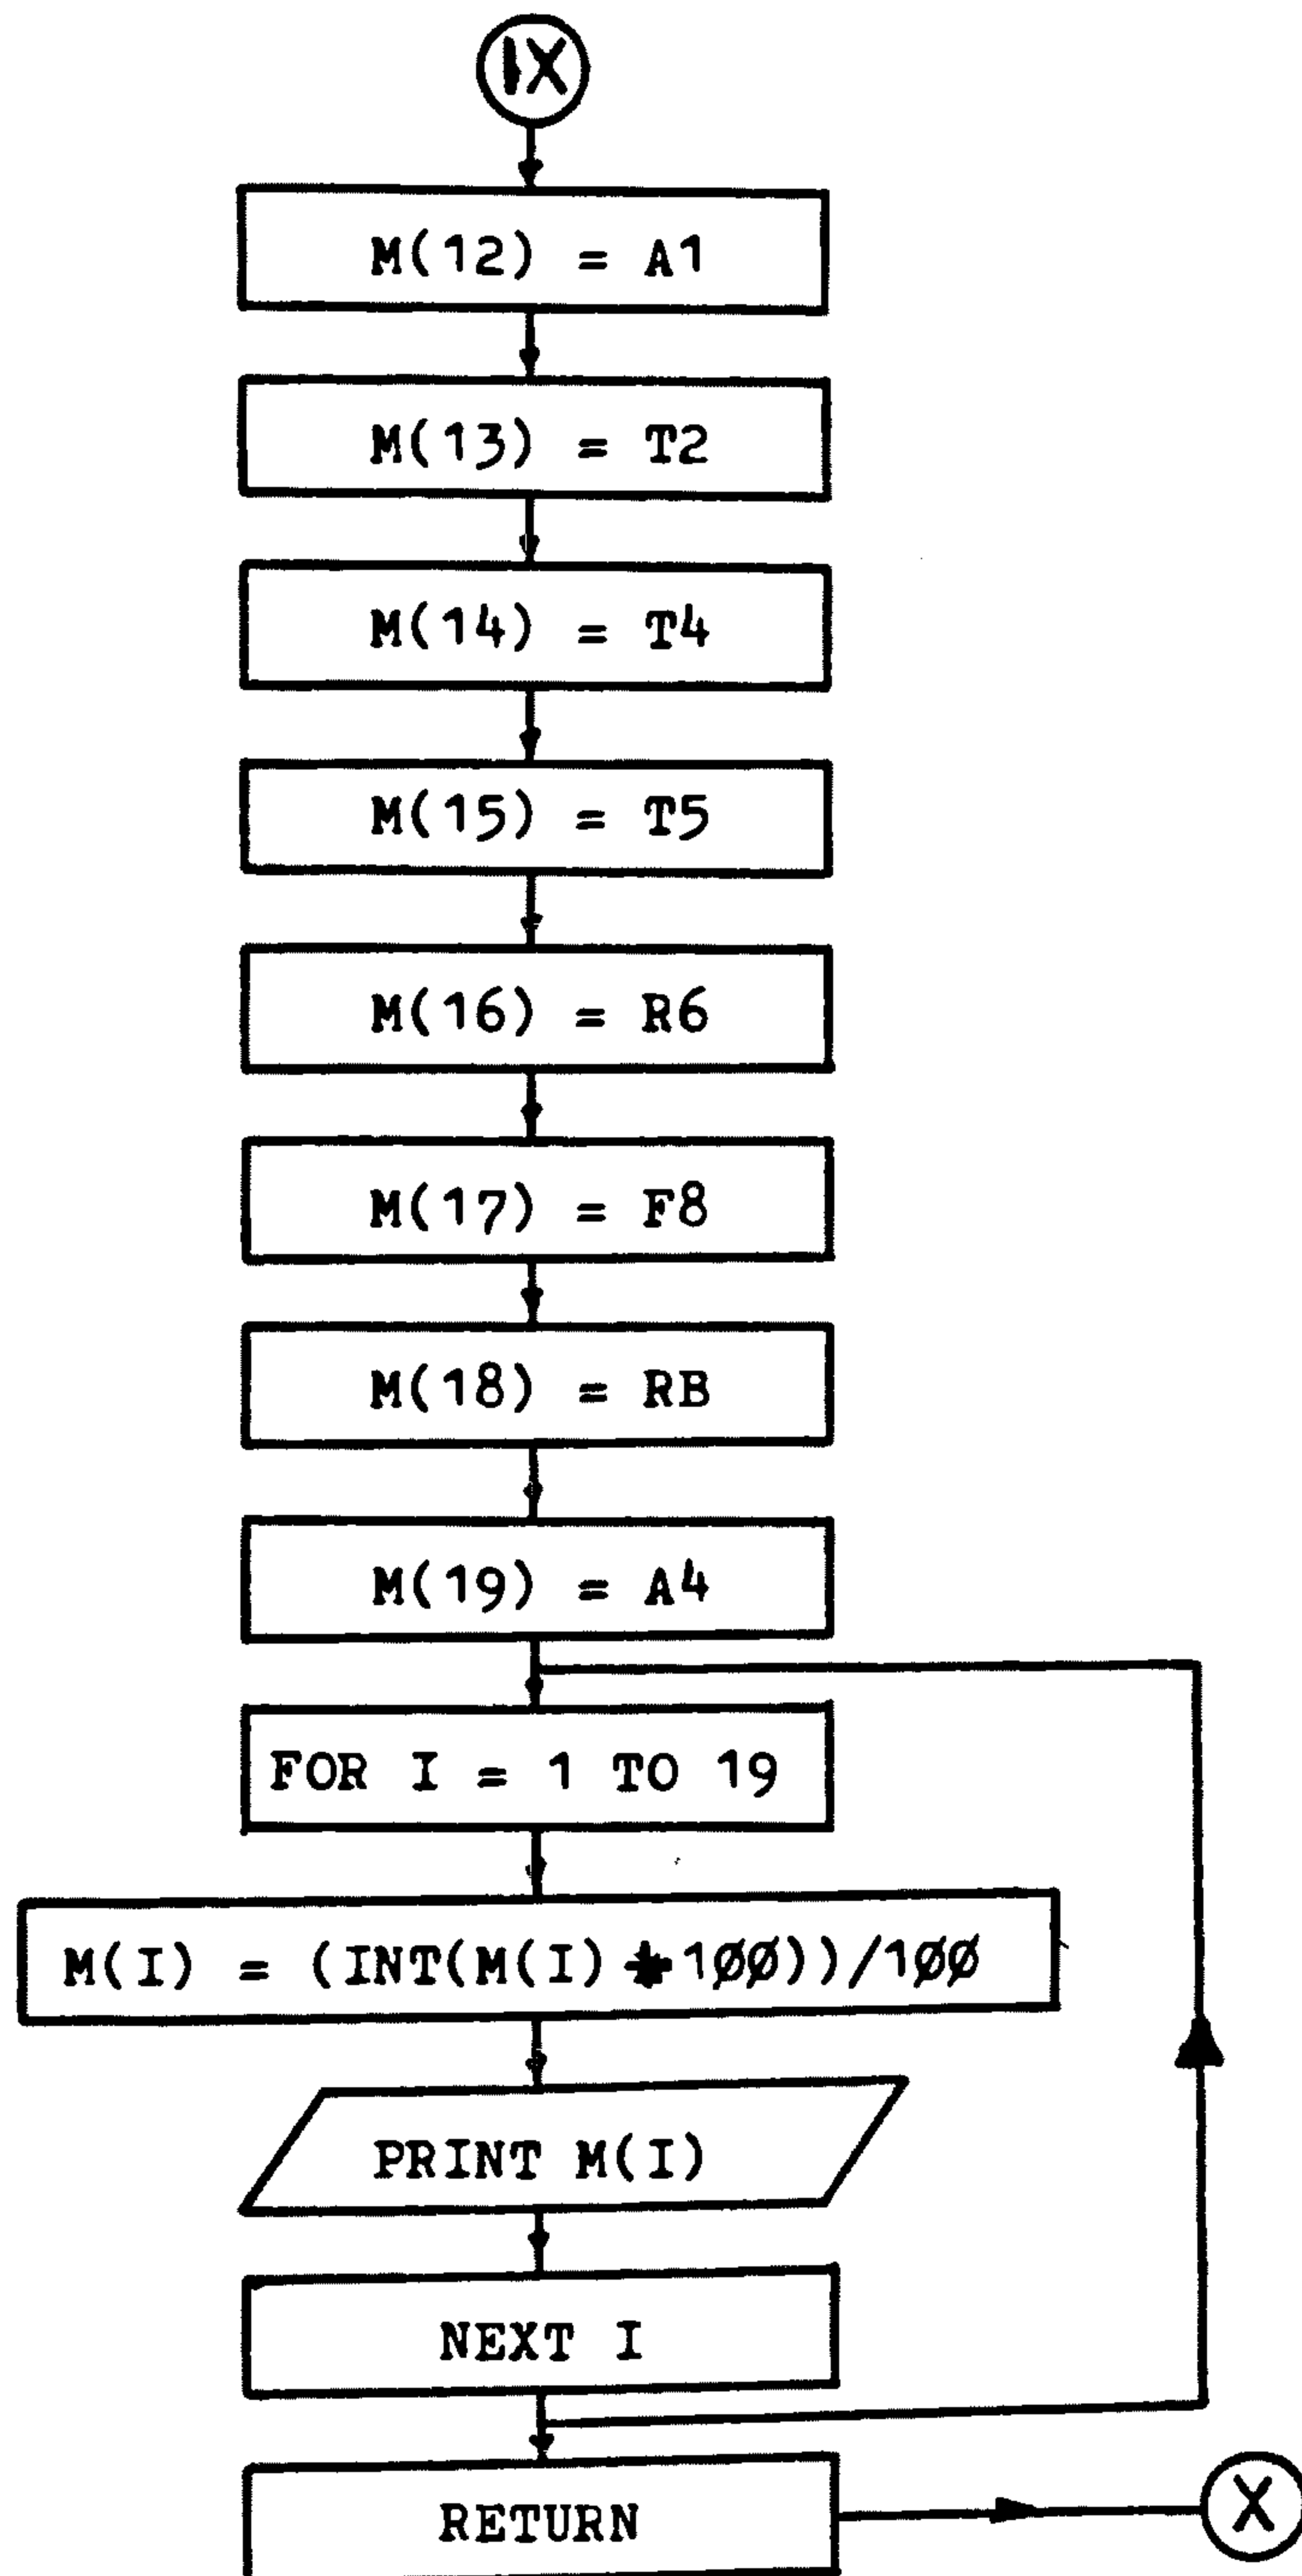 IX
M(12) = A1
M(13) = T2
M(14) = T4
M(15) = T5
M(16) = R6
M(17) = F8
M(18) = RB
M(19) = A4
FOR I = 1 TO 19
M(I) = (INT(M(I) * 1ØØ))/1ØØ
PRINT M(I)
NEXT I
RETURN
X